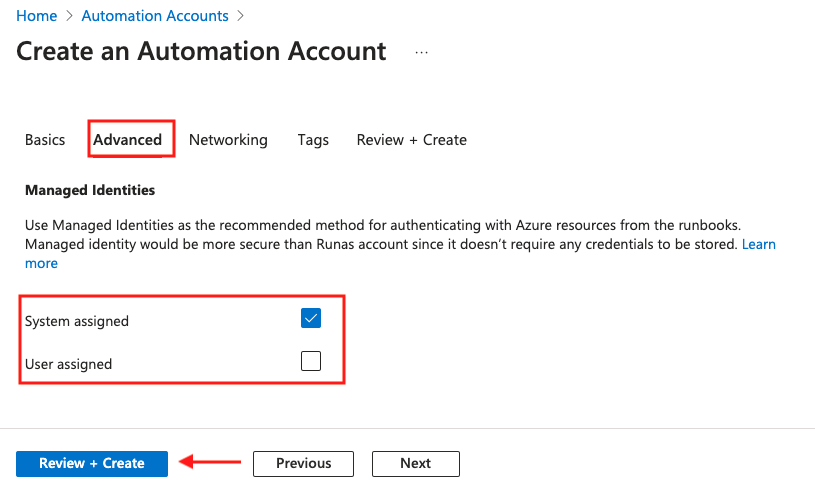 Home > Automation Accounts >
Create an Automation Account ...
Basics Advanced Networking Tags Review + Create
Managed Identities
Use Managed Identities as the recommended method for authenticating with Azure resources from the runbooks.
Managed identity would be more secure than Runas account since it doesn’t require any credentials to be stored. Learn
more
System assigned
User assigned
Review + Create Previous Next